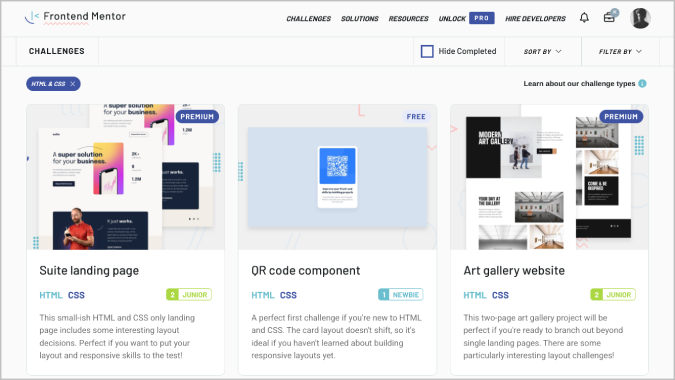 Frontend Mentor
CHALLENGES SOLUTIONS RESOURCES UNLOCK PRO HIRE DEVELOPERS
CHALLENGES
Hide Completed
SORT BY
FILTER BY
HTML & CSS
Learn about our challenge types
PREMIUM
A super solution
for your business.
It just works.
FREE
PREMIUM
MODERN
ART GALLERY
YOUR DAY AT
THE GALLERY
COME & BE
INSPIRED
Suite landing page
HTML CSS
2 JUNIOR
This small-ish HTML and CSS only landing
page includes some interesting layout
decisions. Perfect if you want to put your
layout and responsive skills to the test!
QR code component
HTML CSS
1 NEWBIE
A perfect first challenge if you're new to HTML
and CSS. The card layout doesn't shift, so it's
ideal if you haven't learned about building
responsive layouts yet.
Art gallery website
HTML CSS
2 JUNIOR
This two-page art gallery project will be
perfect if you're ready to branch out beyond
single landing pages. There are some
particularly interesting layout challenges!